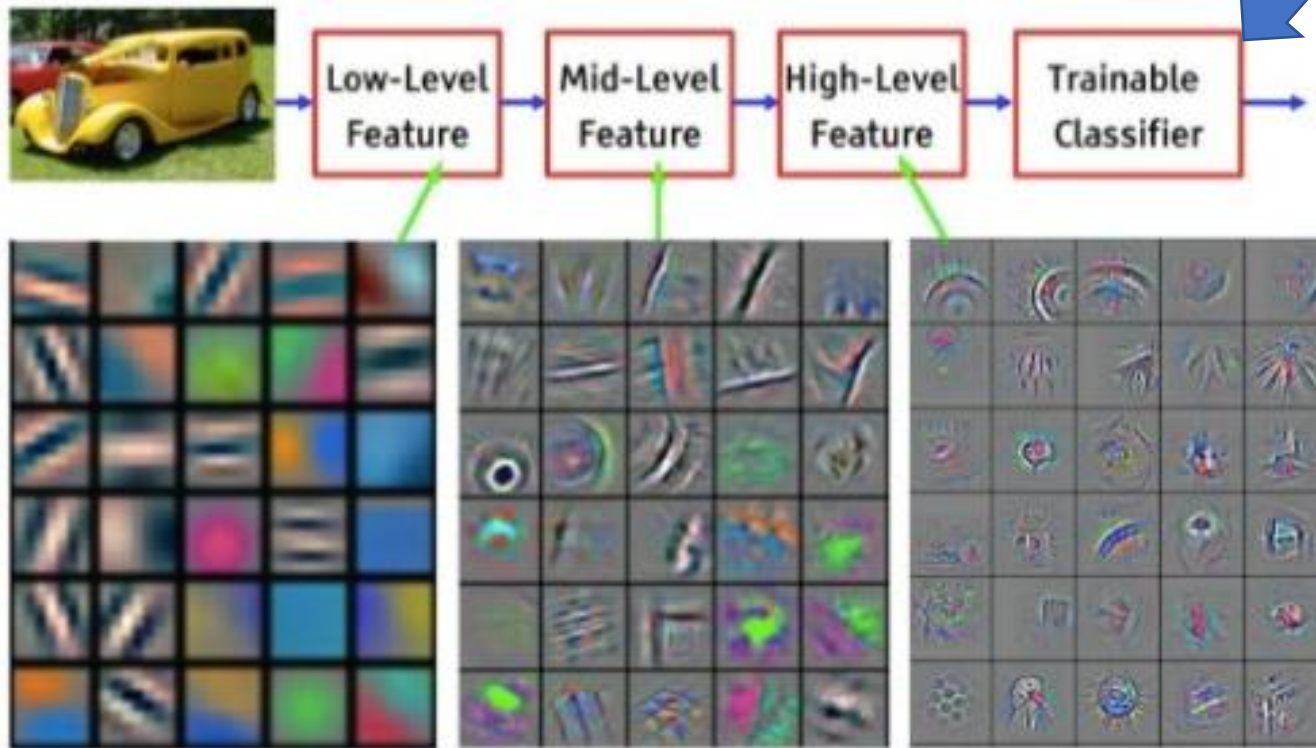 Low-Level
Feature
Mid-Level
Feature
High-Level
Feature
Trainable
Classifier